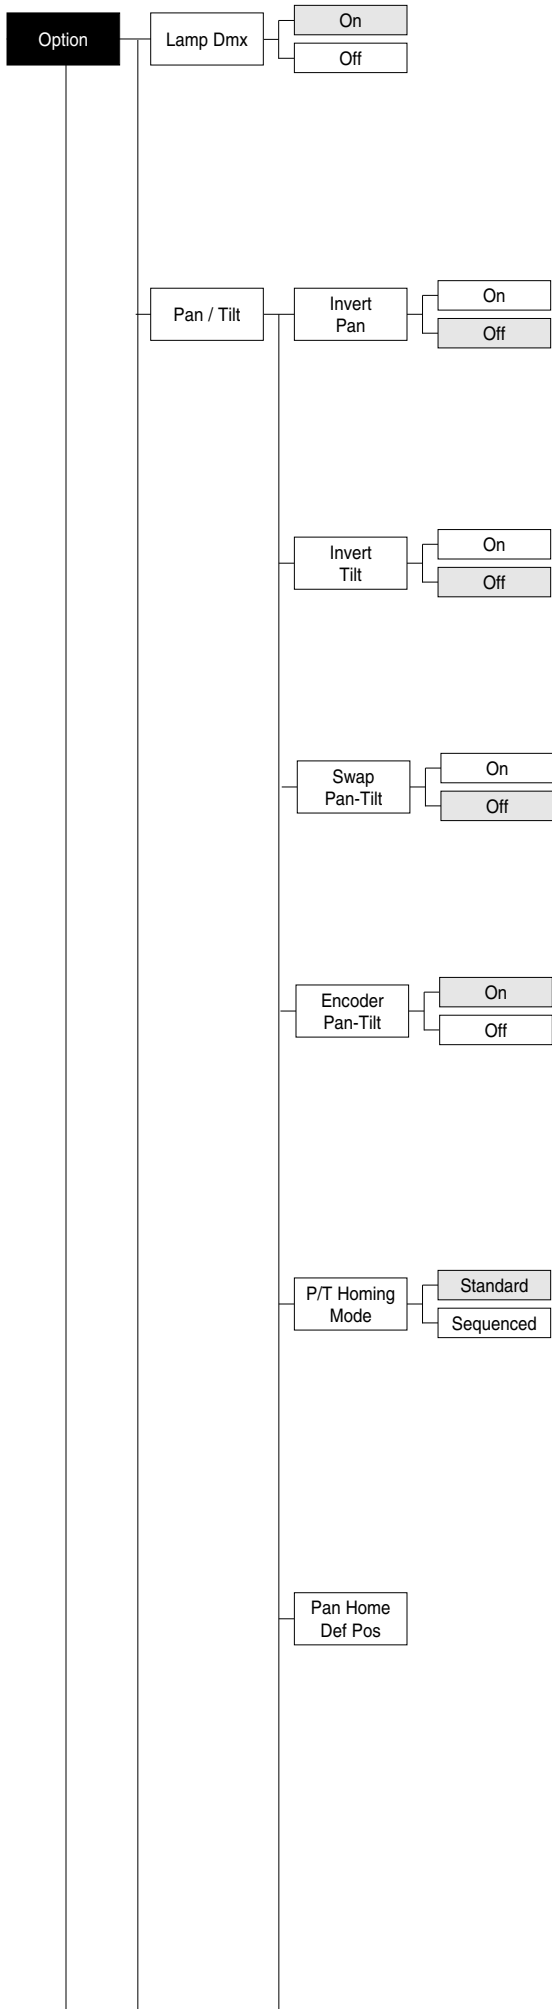 Option
Lamp Dmx
On
Off
Pan / Tilt
Invert
Pan
On
Off
Invert
Tilt
On
Off
Swap
Pan-Tilt
On
Off
Encoder
Pan-Tilt
On
Off
P/T Homing
Mode
Standard
Sequenced
Pan Home
Def Pos